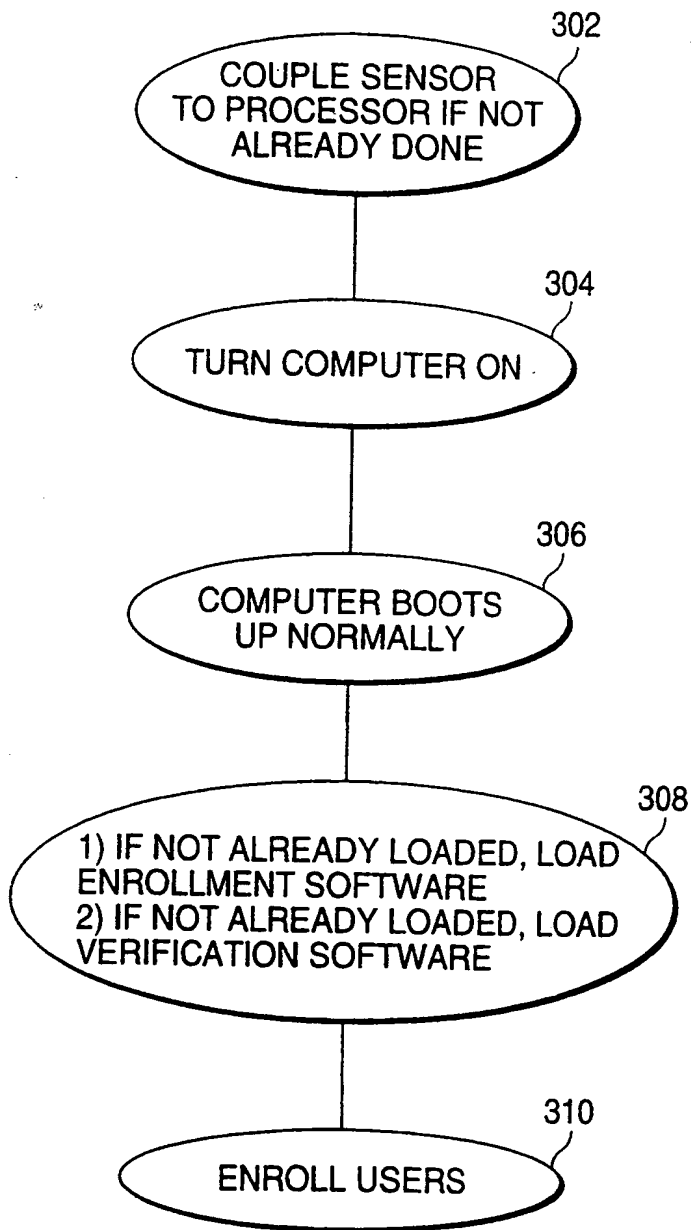 302
COUPLE SENSOR
TO PROCESSOR IF NOT
ALREADY DONE
304
TURN COMPUTER ON
306
COMPUTER BOOTS
UP NORMALLY
308
1) IF NOT ALREADY LOADED, LOAD
ENROLLMENT SOFTWARE
2) IF NOT ALREADY LOADED, LOAD
VERIFICATION SOFTWARE
310
ENROLL USERS